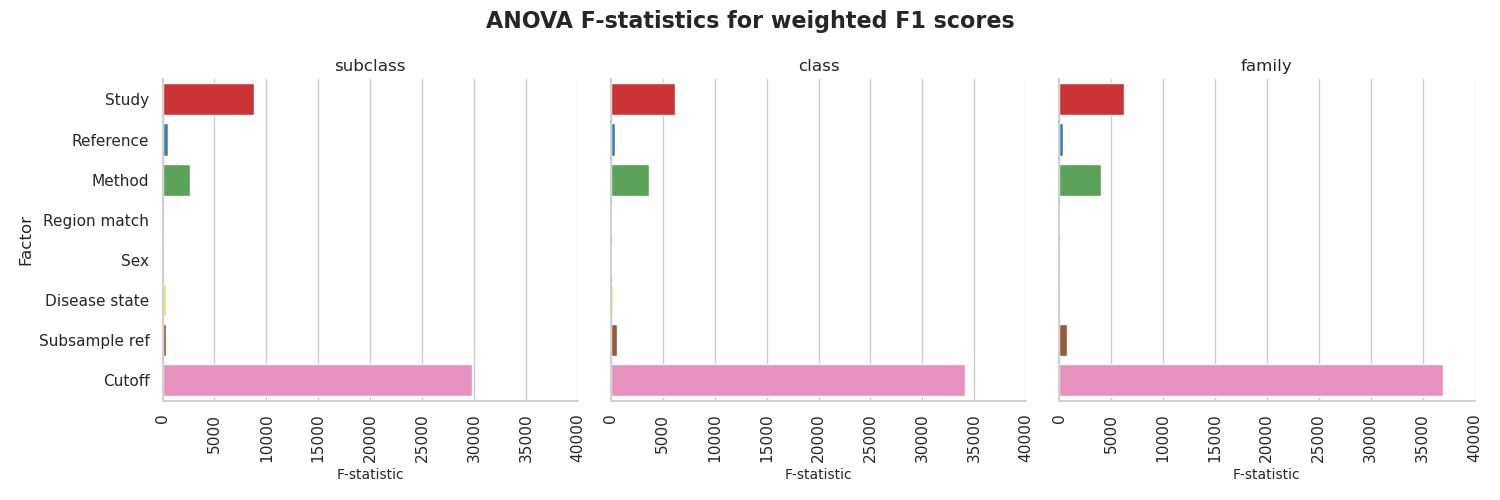 ANOVA F-statistics for weighted F1 scores
subclass
class
family
Factor
Study
Reference
Method
Region match
Sex
Disease state
Subsample ref
Cutoff
0 5000 10000 15000 20000 25000 30000 35000 40000
0 5000 10000 15000 20000 25000 30000 35000 40000
0 5000 10000 15000 20000 25000 30000 35000 40000
F-statistic
F-statistic
F-statistic